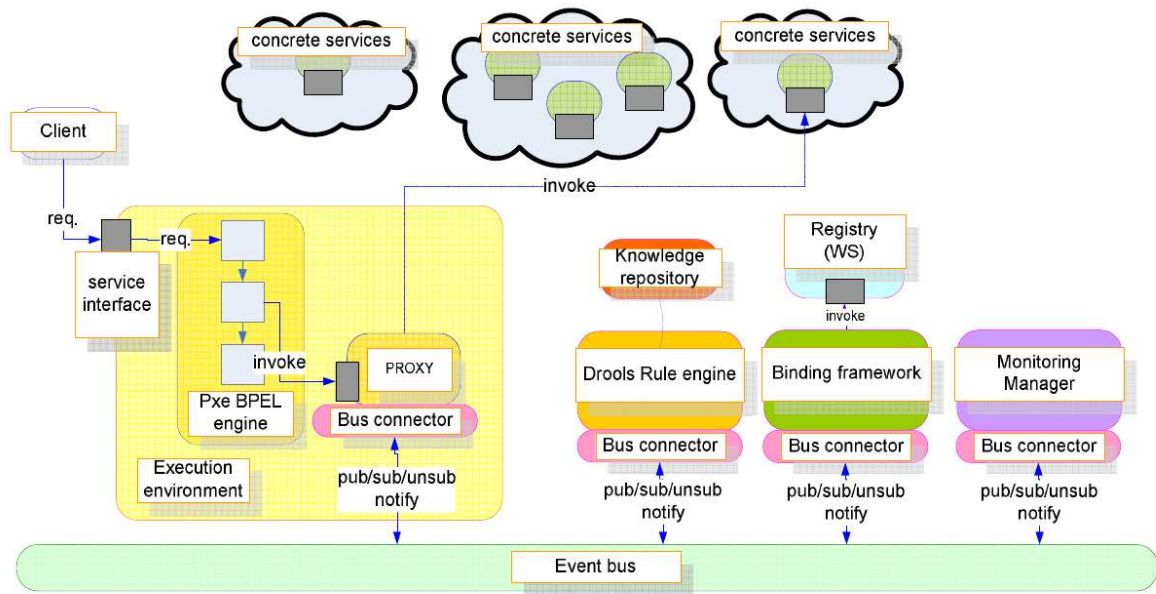 concrete services
concrete services
concrete services
Client
invoke
req.
req.
service
interface
Registry
(WS)
Knowledge
repository
invoke
invoke
PROXY
Drools Rule engine
Binding framework
Monitoring
Manager
Pxe BPEL
engine
Bus connector
Bus connector
Bus connector
Bus connector
Execution
environment
pub/sub/unsub
notify
pub/sub/unsub
notify
pub/sub/unsub
notify
pub/sub/unsub
notify
Event bus